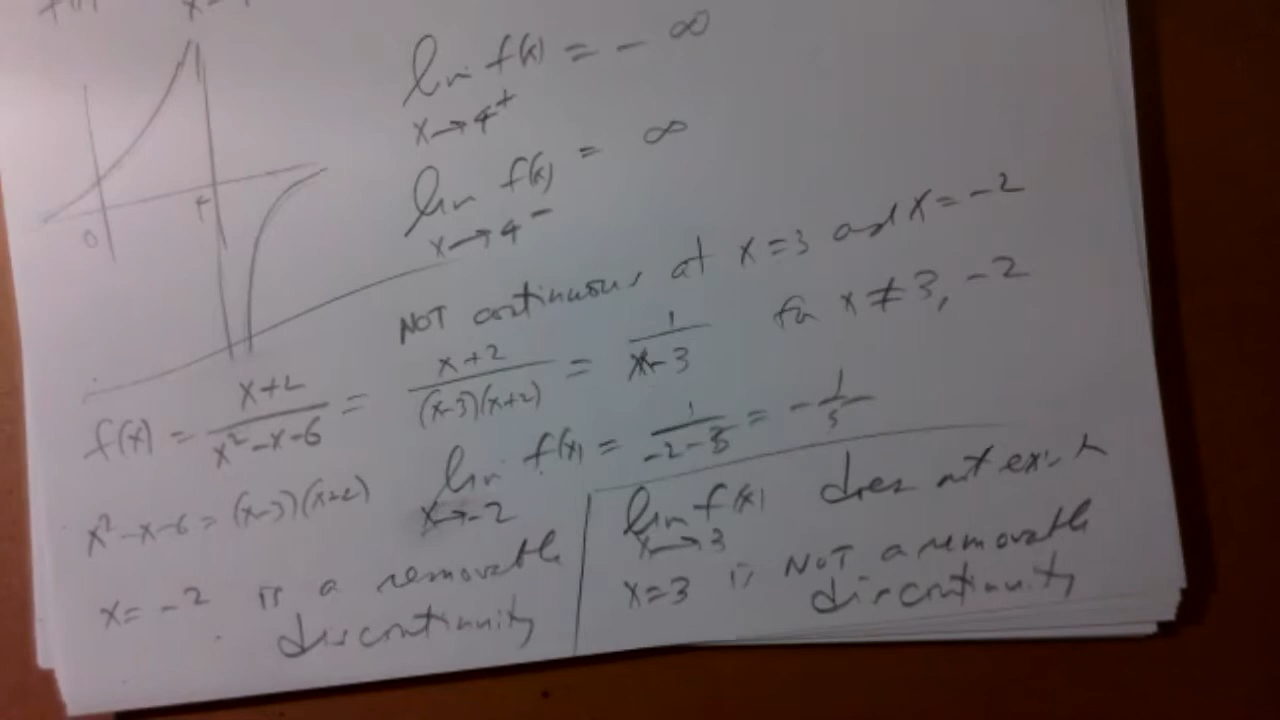 lim f(x) = - ∞
x→4⁺
lim f(x) = ∞
x→4⁻
0 4
NOT continuous at x=3 and x=-2
f(x) = x+2 / x²-x-6 = x+2 / (x-3)(x+2) = 1 / x-3 for x≠3, -2
x²-x-6 = (x-3)(x+2)
lim f(x) = 1 / -2-3 = -1/5
x→-2
x=-2 is a removable
discontinuity
lim f(x) does not exist
x→3
x=3 is NOT a removable
discontinuity